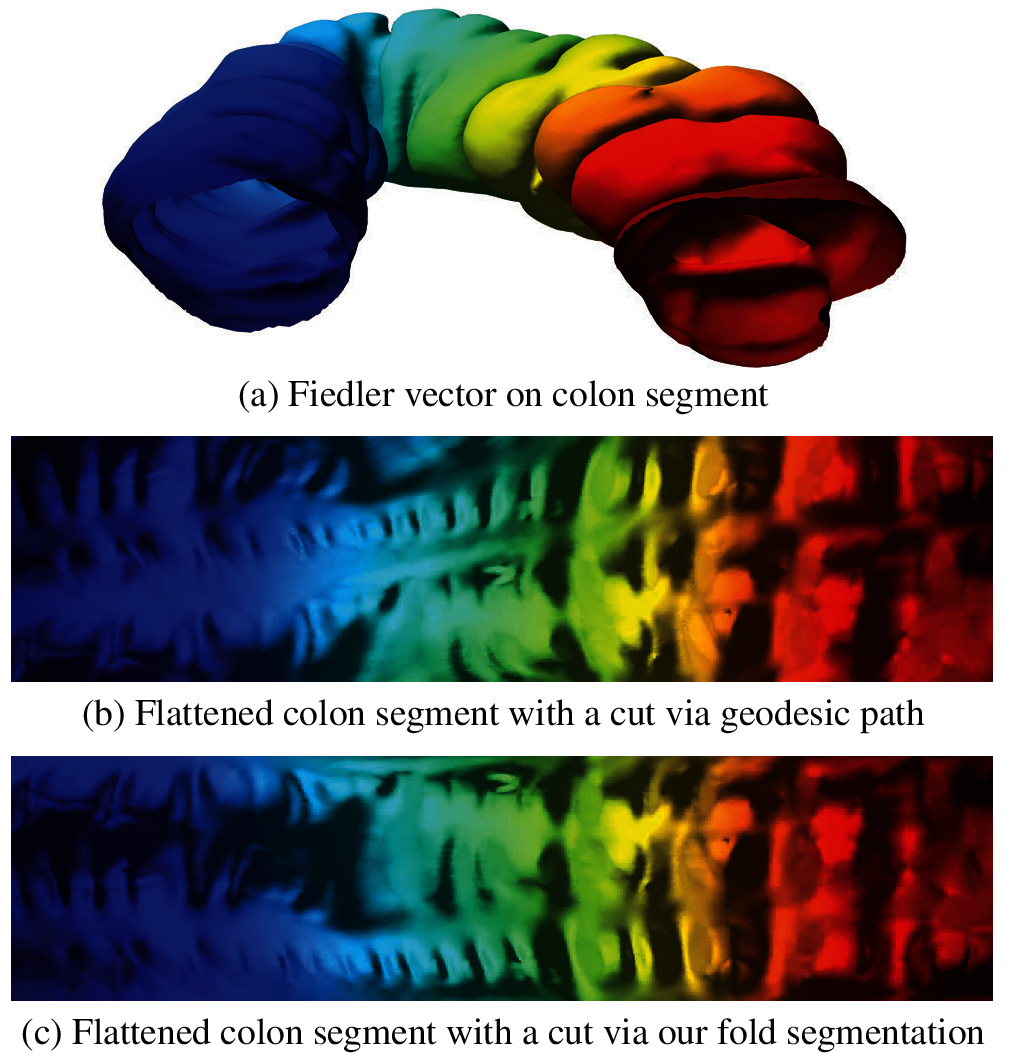 (a) Fiedler vector on colon segment
(b) Flattened colon segment with a cut via geodesic path
(c) Flattened colon segment with a cut via our fold segmentation